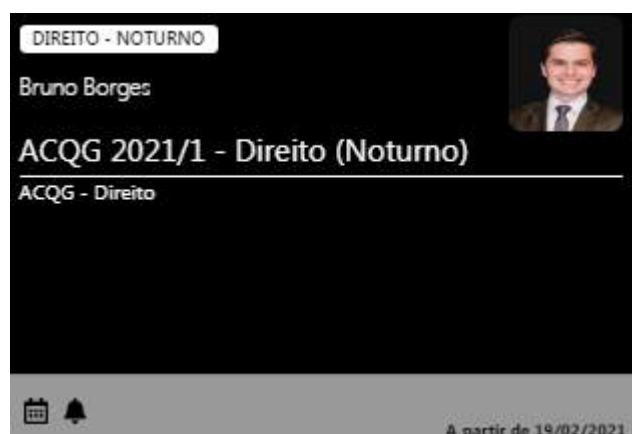 DIREITO - NOTURNO
Bruno Borges
ACQG 2021/1 - Direito (Noturno)
ACQG - Direito
A partir de 19/02/2021